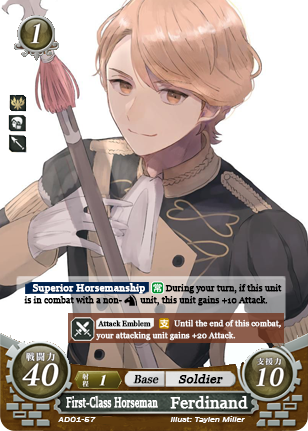 1
Superior Horsemanship 常 During your turn, if this unit
is in combat with a non- unit, this unit gains +10 Attack.
Attack Emblem 支 Until the end of this combat,
your attacking unit gains +20 Attack.
戦闘力
40
射程 1
Base
Soldier
支援力
10
First-Class Horseman Ferdinand
AD01-57
Illust: Taylen Miller